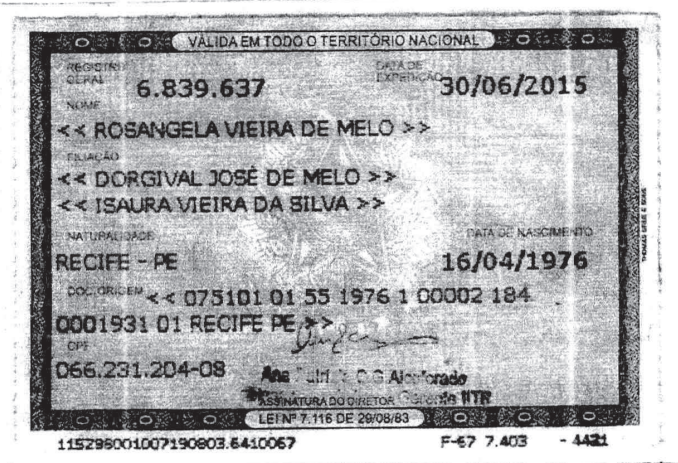 VÁLIDA EM TODO O TERRITÓRIO NACIONAL
REGISTRO GERAL 6.839.637 DATA DE EXPEDIÇÃO 30/06/2015
NOME
<< ROSANGELA VIEIRA DE MELO >>
FILIAÇÃO
<< DORGIVAL JOSÉ DE MELO >>
<< ISAURA VIEIRA DA SILVA >>
NATURALIDADE DATA DE NASCIMENTO
RECIFE - PE 16/04/1976
DOC. ORIGEM << 075101 01 55 1976 1 00002 184
0001931 01 RECIFE PE >>
CPF
066.231.204-08
Ana
ASSINATURA DO DIRETOR
LEI Nº 7.116 DE 29/08/83
115298001007190803.6410067 F-67 7.403 - 4421